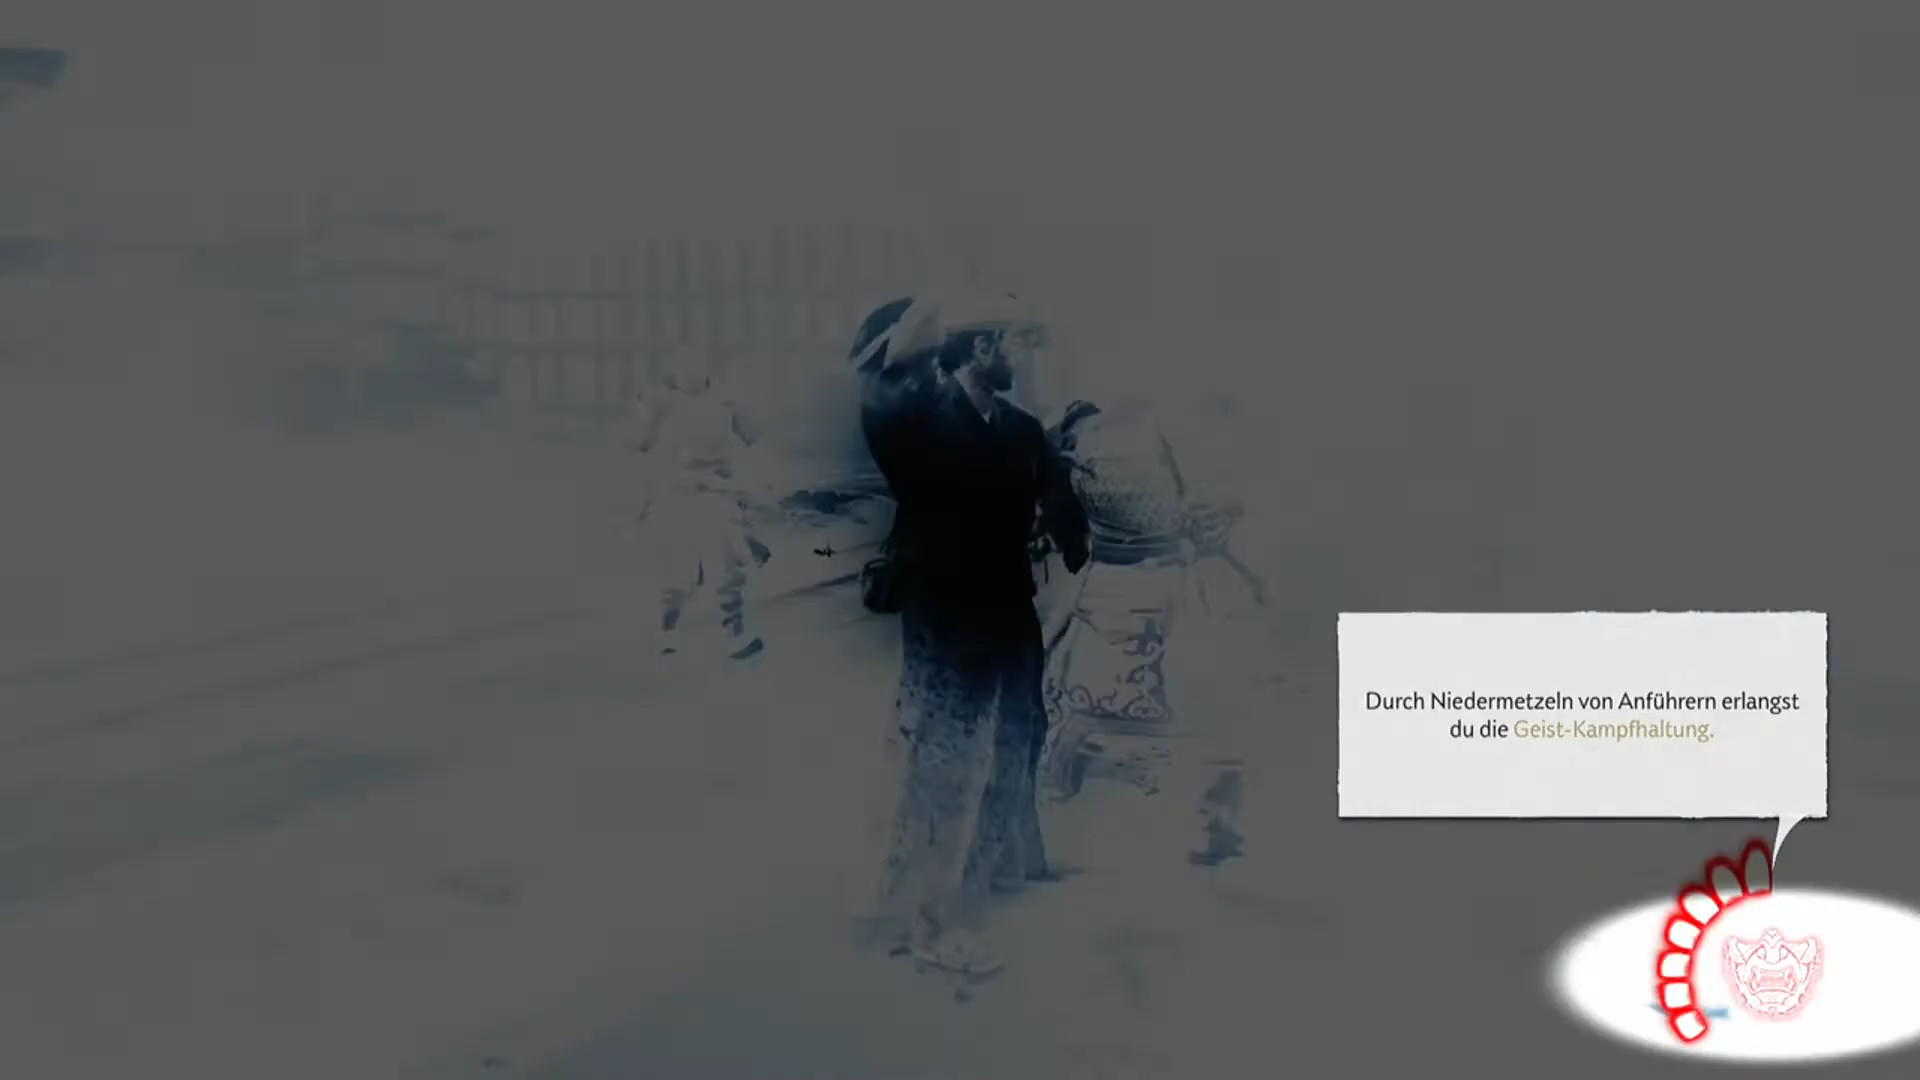 Durch Niedermetzeln von Anführern erlangst
du die Geist-Kampfhaltung.